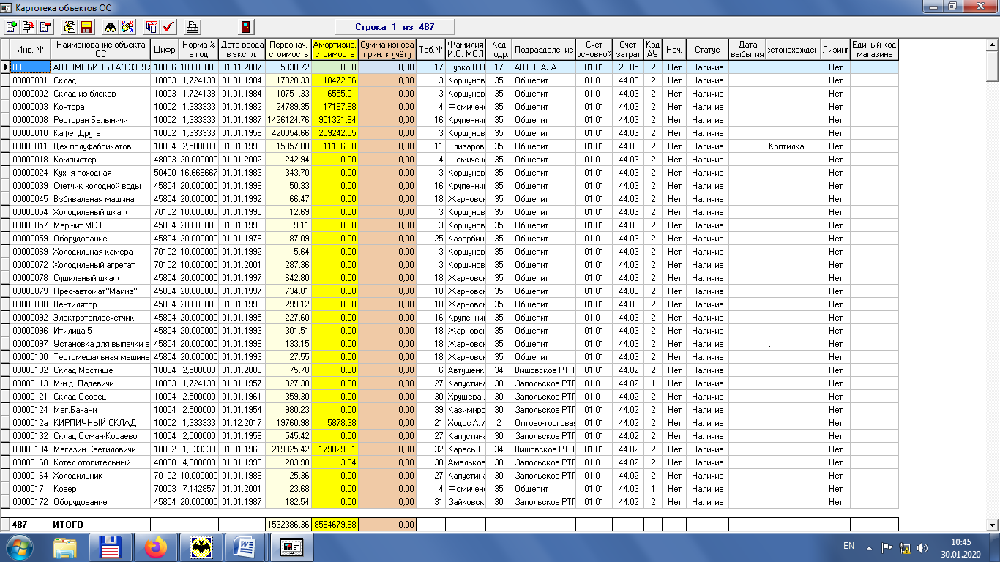 Картотека объектов ОС
Строка 1 из 487
Инв. № Наименование объекта ОС Шифр Норма % в год Дата ввода в экспл. Первонач. стоимость Амортизир. стоимость Сумма износа прин. к учёту Таб.№ Фамилия И.О. МОЛ Код подр. Подразделение Счёт основной Счёт затрат Код АУ Нач. Статус Дата выбытия естонахожден Лизинг Единый код магазина
00 АВТОМОБИЛЬ ГАЗ 3309 А 10006 10,000000 01.11.2007 5338,72 0,00 0,00 17 Бурко В.Н 17 АВТОБАЗА 01.01 23.05 2 Нет Наличие Нет
00000001 Склад 10003 1,724138 01.01.1984 17820,33 10472,06 0,00 3 Коршунов 35 Общепит 01.01 44.03 2 Нет Наличие Нет
00000002 Склад из блоков 10003 1,724138 01.01.1984 10751,33 6555,01 0,00 3 Коршунов 35 Общепит 01.01 44.03 2 Нет Наличие Нет
00000003 Контора 10002 1,333333 01.01.1982 24789,35 17197,98 0,00 4 Фомичено 35 Общепит 01.01 44.03 2 Нет Наличие Нет
00000008 Ресторан Белыничи 10002 1,333333 01.01.1987 1426124,76 951321,64 0,00 16 Крупенник 35 Общепит 01.01 44.03 2 Нет Наличие Нет
00000010 Кафе Друть 10002 1,333333 01.01.1958 420054,66 259242,55 0,00 3 Коршунов 35 Общепит 01.01 44.03 2 Нет Наличие Нет
00000011 Цех полуфабрикатов 10004 2,500000 01.01.1990 15057,88 11196,90 0,00 11 Елизарова 35 Общепит 01.01 44.03 2 Нет Наличие Коптилка Нет
00000018 Компьютер 48003 20,000000 01.01.2002 242,94 0,00 0,00 4 Фомичено 35 Общепит 01.01 44.03 2 Нет Наличие Нет
00000024 Кухня походная 50400 16,666667 01.01.1983 343,70 0,00 0,00 3 Коршунов 35 Общепит 01.01 44.03 2 Нет Наличие Нет
00000039 Счетчик холодной воды 45804 20,000000 01.01.1998 50,33 0,00 0,00 16 Крупенник 35 Общепит 01.01 44.03 2 Нет Наличие Нет
00000045 Взбивальная машина 45804 20,000000 01.01.1992 66,47 0,00 0,00 18 Жарновск 35 Общепит 01.01 44.03 2 Нет Наличие Нет
00000054 Холодильный шкаф 70102 10,000000 01.01.1990 12,69 0,00 0,00 3 Коршунов 35 Общепит 01.01 44.03 2 Нет Наличие Нет
00000057 Мармит МСЭ 45804 20,000000 01.01.1993 9,11 0,00 0,00 3 Коршунов 35 Общепит 01.01 44.03 2 Нет Наличие Нет
00000059 Оборудование 45804 20,000000 01.01.1978 87,09 0,00 0,00 25 Казарбина 35 Общепит 01.01 44.03 2 Нет Наличие Нет
00000069 Холодильная камера 70102 10,000000 01.01.1992 5,64 0,00 0,00 3 Коршунов 35 Общепит 01.01 44.03 2 Нет Наличие Нет
00000072 Холодильный агрегат 70102 10,000000 01.01.2001 287,36 0,00 0,00 3 Коршунов 35 Общепит 01.01 44.03 2 Нет Наличие Нет
00000078 Сушильный шкаф 45804 20,000000 01.01.1997 642,80 0,00 0,00 18 Жарновск 35 Общепит 01.01 44.03 2 Нет Наличие Нет
00000079 Прес-автомат"Макиз" 45804 20,000000 01.01.1997 734,01 0,00 0,00 18 Жарновск 35 Общепит 01.01 44.03 2 Нет Наличие Нет
00000080 Вентилятор 45804 20,000000 01.01.1999 299,12 0,00 0,00 18 Жарновск 35 Общепит 01.01 44.03 2 Нет Наличие Нет
00000092 Электротеплосчетчик 45804 20,000000 01.01.1995 227,60 0,00 0,00 16 Крупенник 35 Общепит 01.01 44.03 2 Нет Наличие Нет
00000096 Итилица-5 45804 20,000000 01.01.1993 301,51 0,00 0,00 18 Жарновск 35 Общепит 01.01 44.03 2 Нет Наличие Нет
00000097 Установка для выпечки в 45804 20,000000 01.01.1998 133,15 0,00 0,00 18 Жарновск 35 Общепит 01.01 44.03 2 Нет Наличие . Нет
00000100 Тестомешальная машина 45804 20,000000 01.01.1993 27,55 0,00 0,00 18 Жарновск 35 Общепит 01.01 44.03 2 Нет Наличие Нет
00000102 Склад Мостище 10004 2,500000 01.01.2003 75,70 0,00 0,00 6 Автушенк 34 Вишовское РТП 01.01 44.02 2 Нет Наличие Нет
00000113 М-н д. Падевичи 10003 1,724138 01.01.1957 827,38 0,00 0,00 27 Капустина 30 Запольское РТП 01.01 44.02 1 Нет Наличие Нет
00000121 Склад Осовец 10004 2,500000 01.01.1961 1359,30 0,00 0,00 30 Хрущева 30 Запольское РТП 01.01 44.02 2 Нет Наличие Нет
00000124 Маг.Бахани 10004 2,500000 01.01.1954 980,23 0,00 0,00 39 Казимирс 30 Запольское РТП 01.01 44.02 2 Нет Наличие Нет
0000012а КИРПИЧНЫЙ СКЛАД 10002 1,333333 01.12.2017 19760,98 5878,38 0,00 21 Ходос А. А 2 Оптово-торговая 01.01 44.02 2 Нет Наличие Нет
00000132 Склад Осман-Косаево 10004 2,500000 01.01.1958 545,42 0,00 0,00 27 Капустина 30 Запольское РТП 01.01 44.02 2 Нет Наличие Нет
00000134 Магазин Светиловичи 10002 1,333333 01.01.1969 219025,42 179029,61 0,00 32 Карась Л. 34 Вишовское РТП 01.01 44.02 2 Нет Наличие Нет
00000160 Котел отопительный 40000 4,000000 01.01.1990 283,90 3,04 0,00 38 Амельков 30 Запольское РТП 01.01 44.02 2 Нет Наличие Нет
00000164 Холодильник 70102 10,000000 01.01.1986 25,36 0,00 0,00 27 Капустина 30 Запольское РТП 01.01 44.02 2 Нет Наличие Нет
0000017 Ковер 70003 7,142857 01.01.2001 23,68 0,00 0,00 4 Фомичено 35 Общепит 01.01 44.03 1 Нет Наличие Нет
00000172 Оборудование 45804 20,000000 01.01.1987 182,54 0,00 0,00 31 Зайковска 30 Запольское РТП 01.01 44.02 2 Нет Наличие Нет
487 ИТОГО 1532386,36 8594679,88 0,00
EN 10:45
30.01.2020